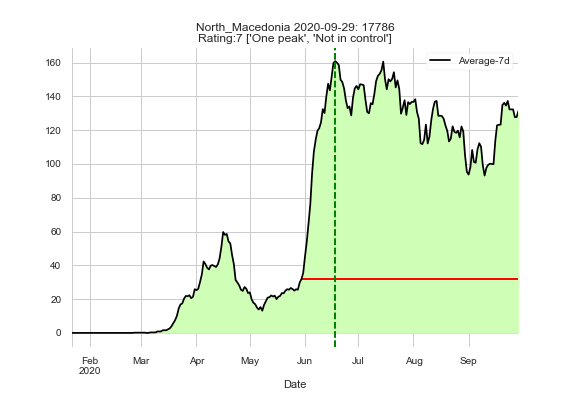 North_Macedonia 2020-09-29: 17786
Rating:7 ['One peak', 'Not in control']
Average-7d
160
140
120
100
80
60
40
20
0
Feb Mar Apr May Jun Jul Aug Sep
2020
Date